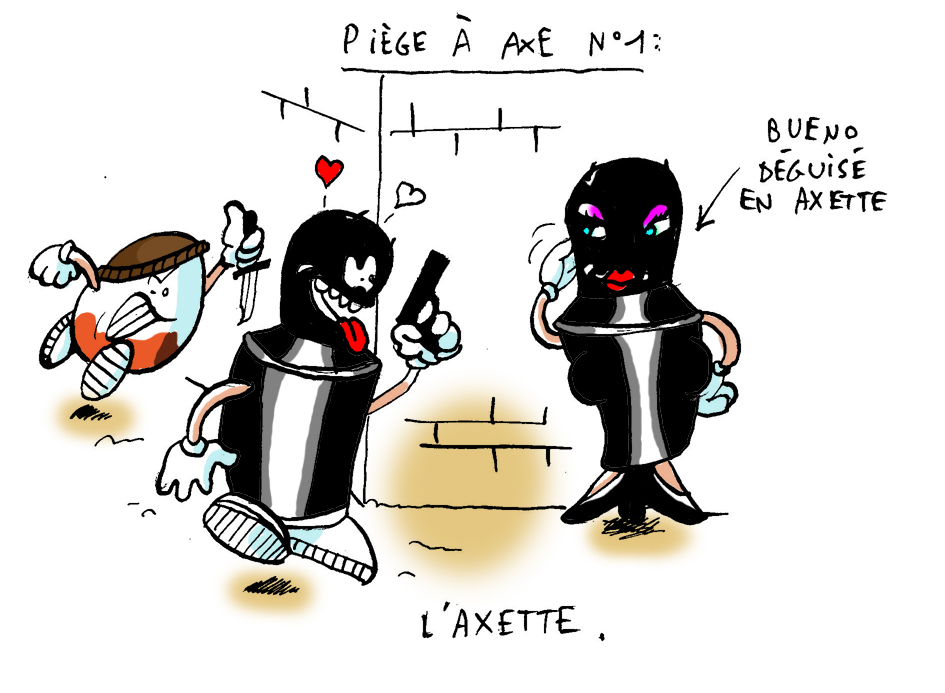 PIÈGE À AXE N°1:
BUENO
DÉGUISÉ
EN AXETTE
L'AXETTE.